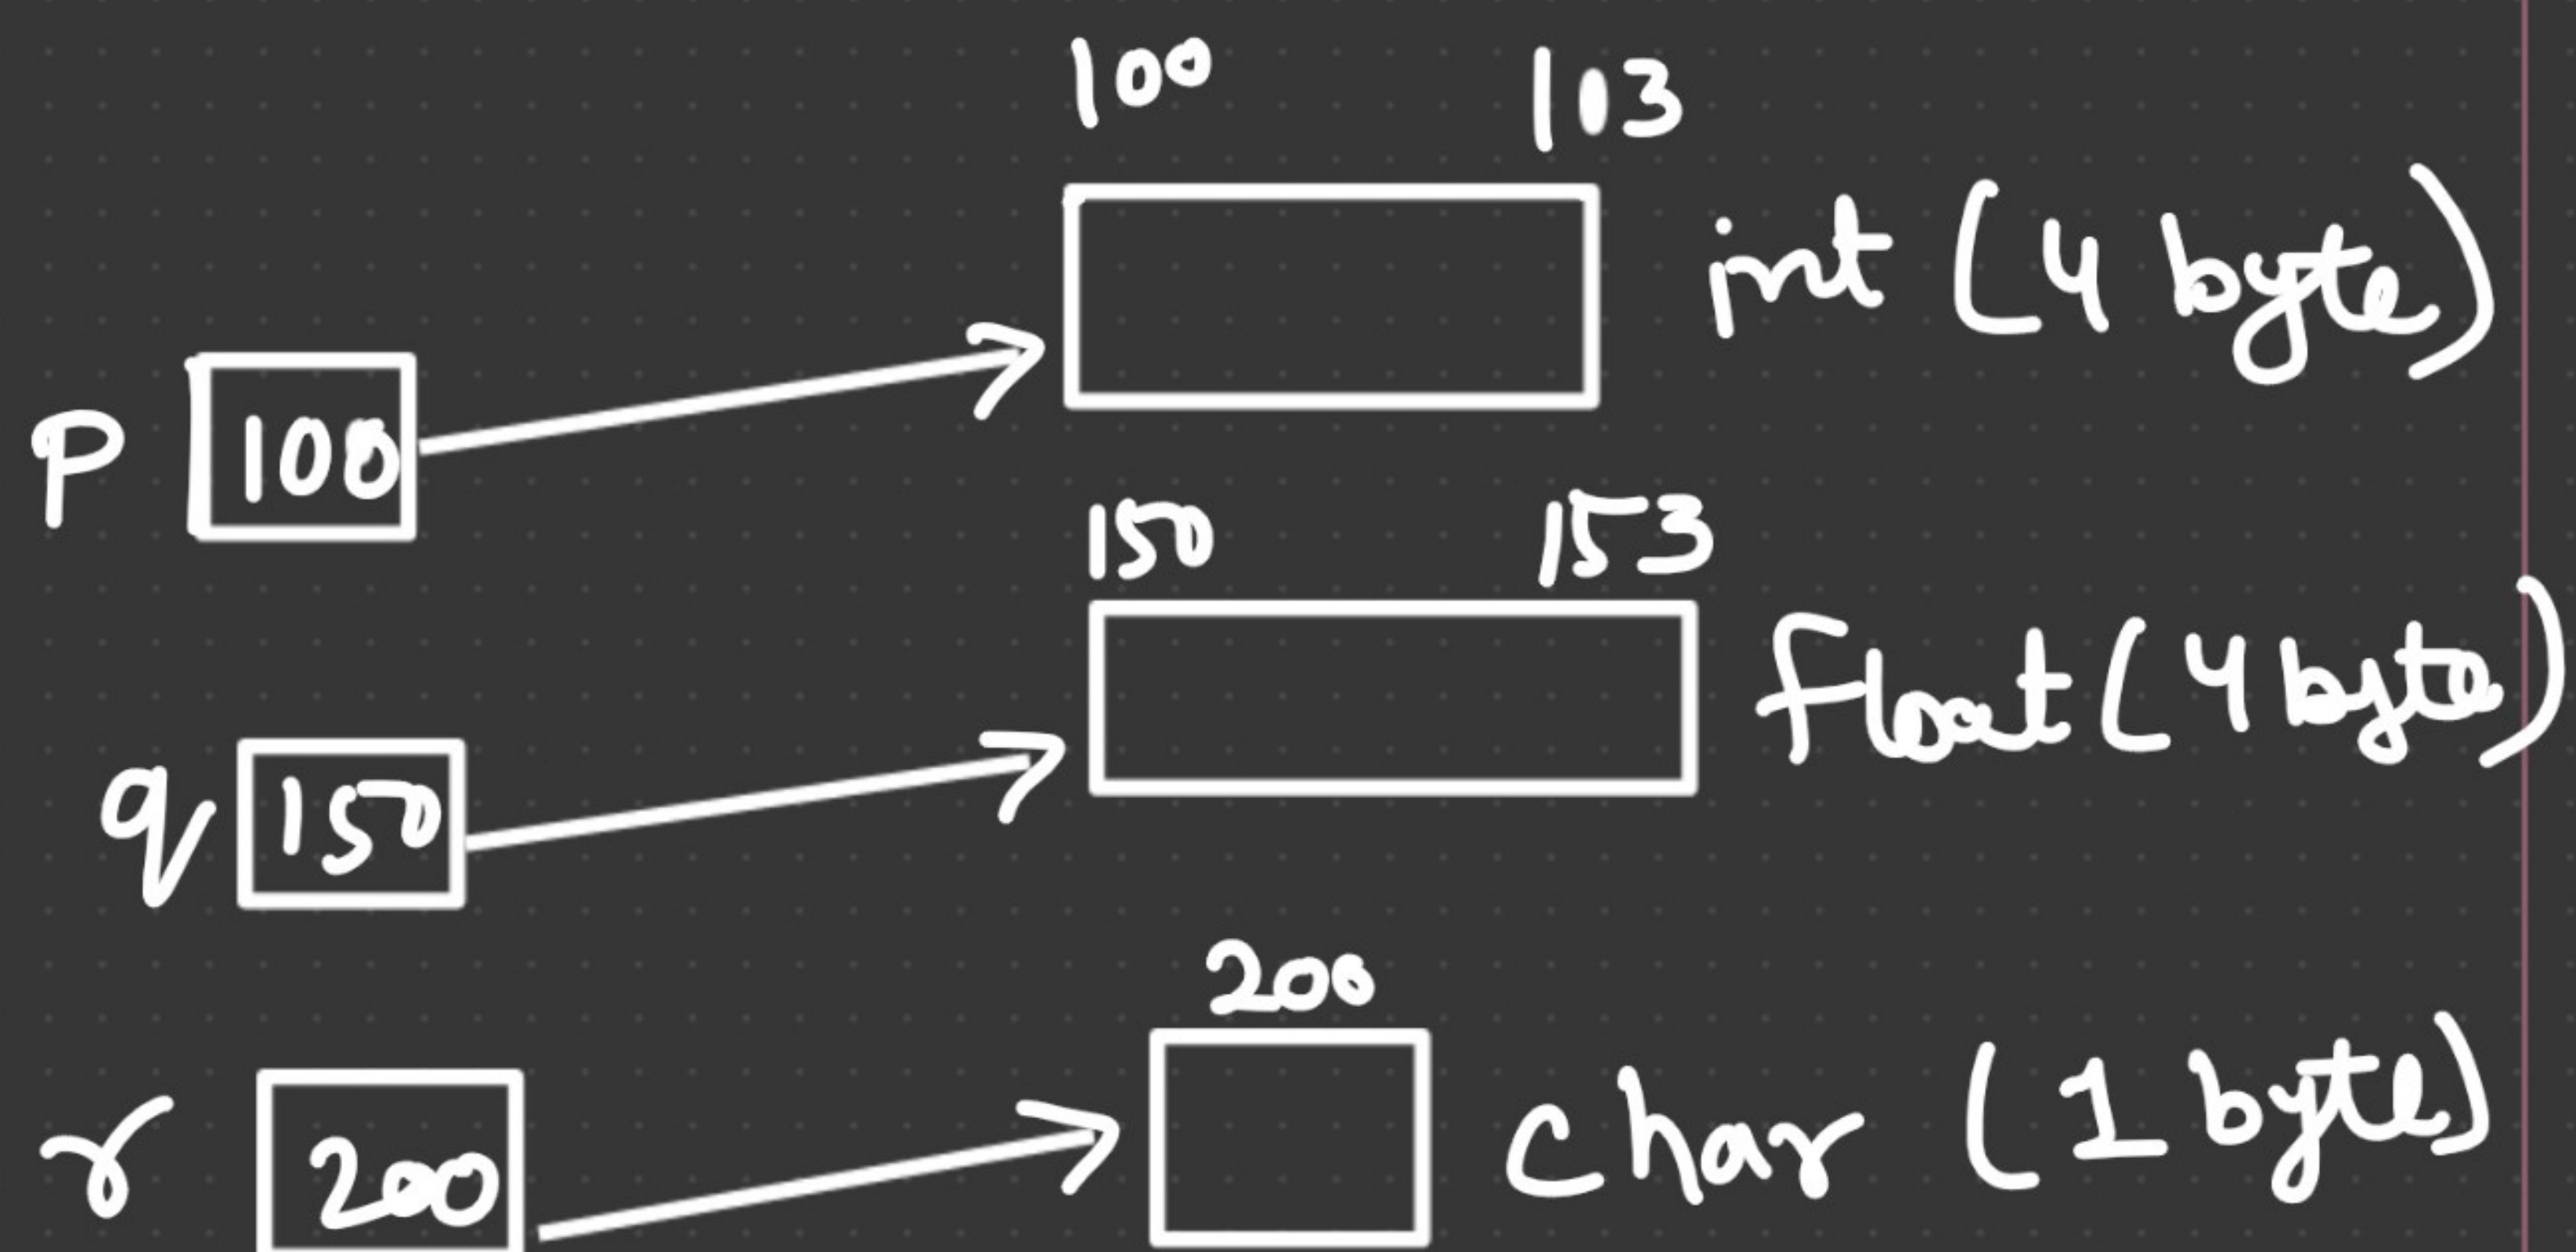 100 103
int (4 byte)
P 100
150 153
float (4 byte)
q 150
200
char (1 byte)
r 200